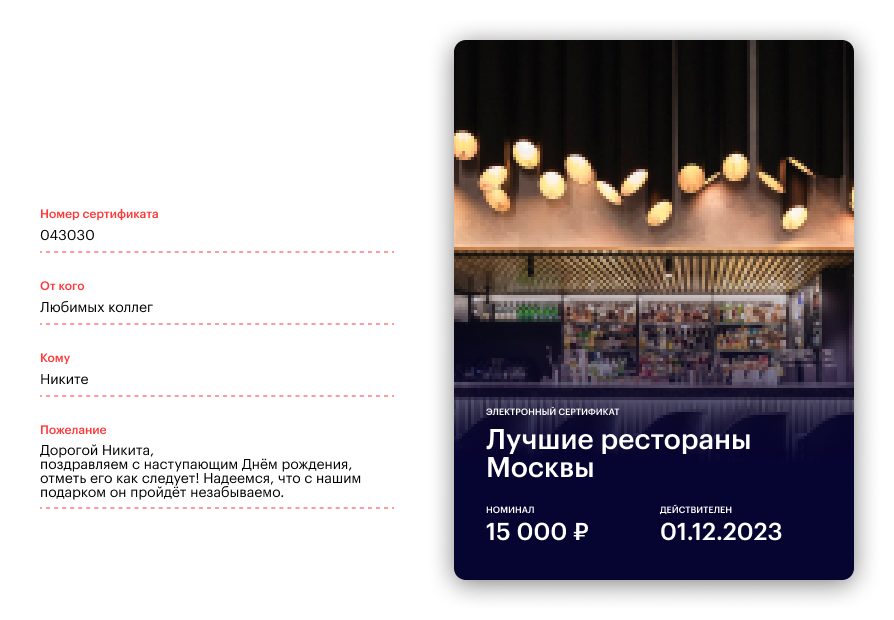 Номер сертификата
043030
От кого
Любимых коллег
Кому
Никите
Пожелание
Дорогой Никита,
поздравляем с наступающим Днём рождения,
отметь его как следует! Надеемся, что с нашим
подарком он пройдёт незабываемо.
ЭЛЕКТРОННЫЙ СЕРТИФИКАТ
Лучшие рестораны
Москвы
НОМИНАЛ
15 000 ₽
ДЕЙСТВИТЕЛЕН
01.12.2023